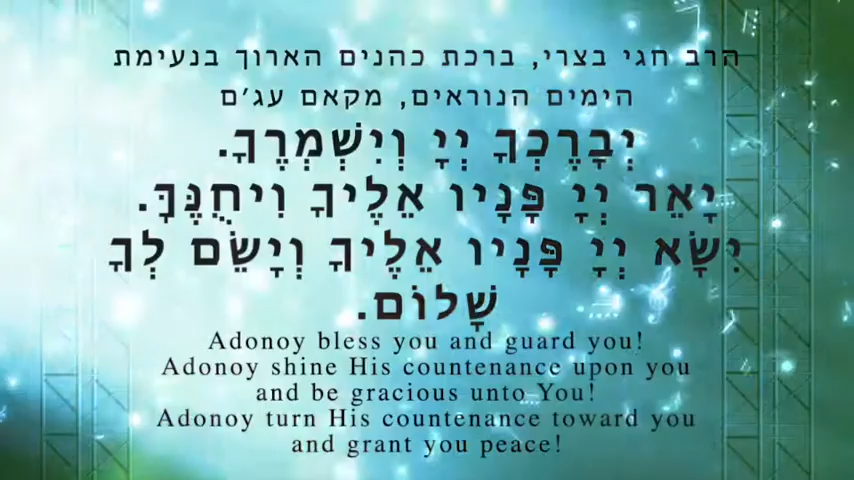 הרב חגי בצרי, ברכת כהנים הארוך בנעימת
הימים הנוראים, מקאם עג'ם
יְבָרֶכְךָ יְיָ וְיִשְׁמְרֶךָ.
יָאֵר יְיָ פָּנָיו אֵלֶיךָ וִיחֻנֶּךָּ.
יִשָּׂא יְיָ פָּנָיו אֵלֶיךָ וְיָשֵׂם לְךָ
שָׁלוֹם.
Adonoy bless you and guard you!
Adonoy shine His countenance upon you
and be gracious unto You!
Adonoy turn His countenance toward you
and grant you peace!